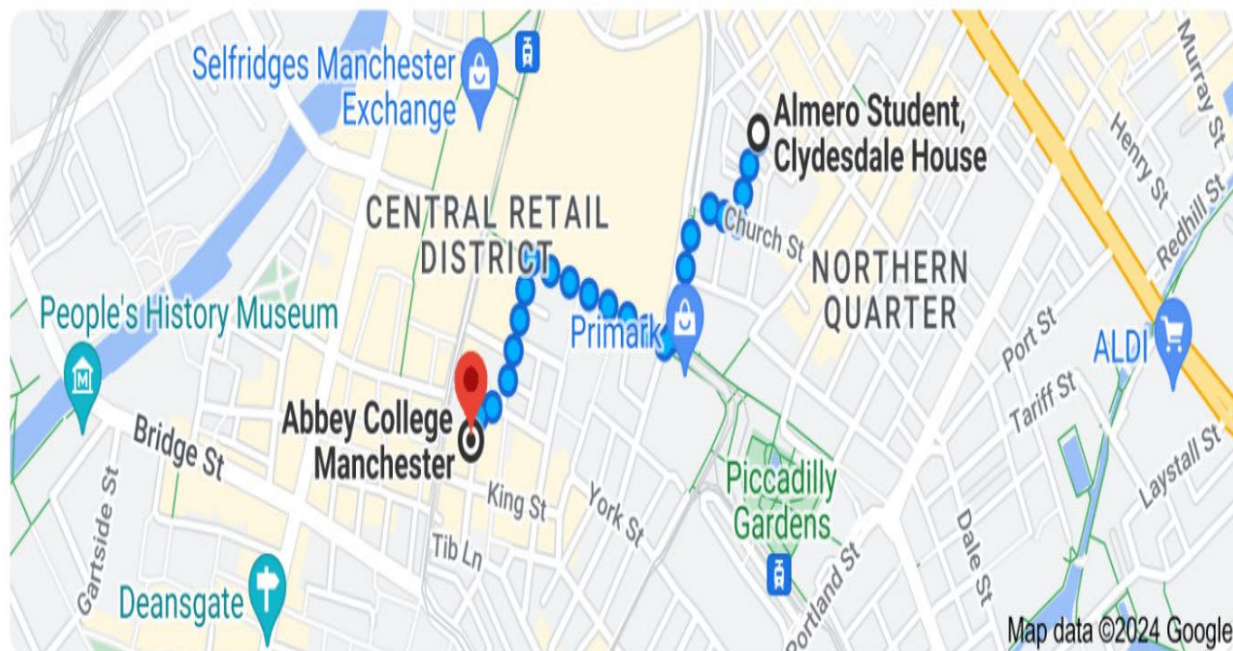 Selfridges Manchester
Exchange
Almero Student,
Clydesdale House
Murray St
Henry St
Redhill St
CENTRAL RETAIL
DISTRICT
Church St
NORTHERN
QUARTER
People's History Museum
Primark
Port St
ALDI
Tariff St
Abbey College
Manchester
Bridge St
King St
York St
Piccadilly
Gardens
Laystall St
Gartside St
Tib Ln
Dale St
Deansgate
Portland St
Map data ©2024 Google